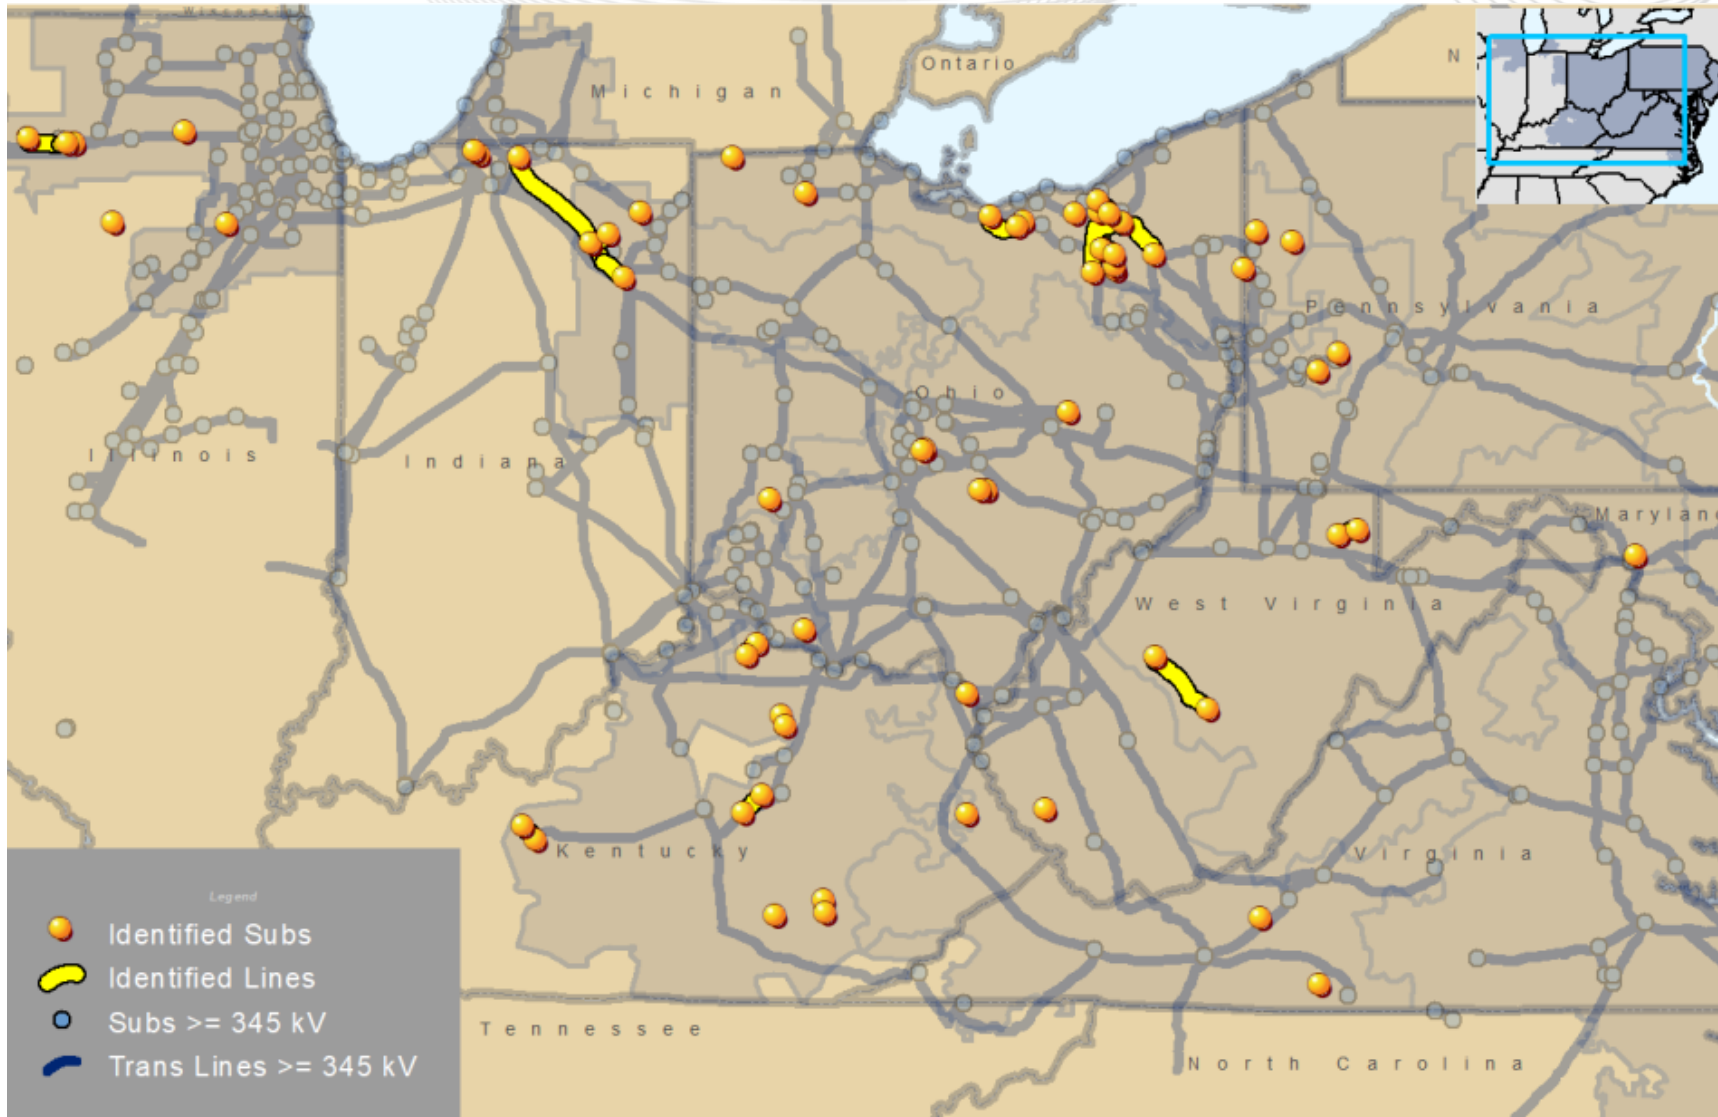 Wisconsin
Ontario
N
Michigan
Pennsylvania
Ohio
Illinois
Indiana
Maryland
West Virginia
Kentucky
Virginia
Legend
Identified Subs
Identified Lines
Subs >= 345 kV
Trans Lines >= 345 kV
Tennessee
North Carolina